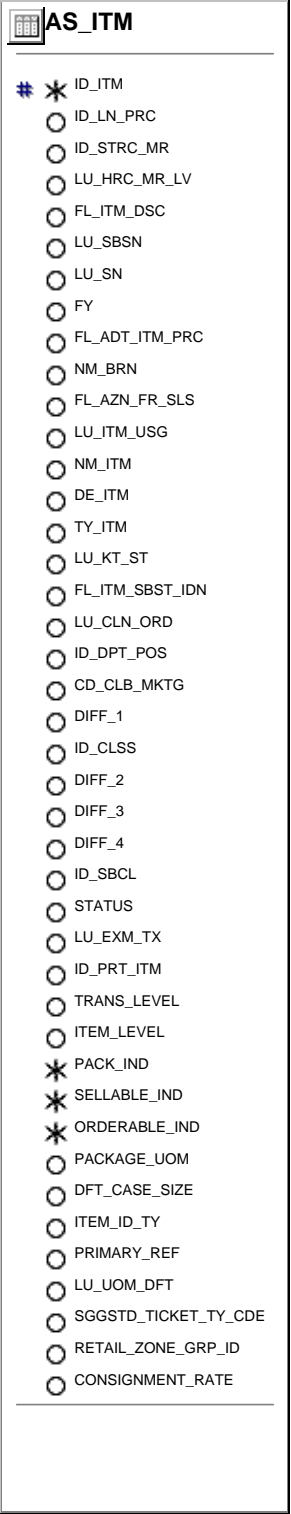 AS_ITM
# * ID_ITM
ID_LN_PRC
ID_STRC_MR
LU_HRC_MR_LV
FL_ITM_DSC
LU_SBSN
LU_SN
FY
FL_ADT_ITM_PRC
NM_BRN
FL_AZN_FR_SLS
LU_ITM_USG
NM_ITM
DE_ITM
TY_ITM
LU_KT_ST
FL_ITM_SBST_IDN
LU_CLN_ORD
ID_DPT_POS
CD_CLB_MKTG
DIFF_1
ID_CLSS
DIFF_2
DIFF_3
DIFF_4
ID_SBCL
STATUS
LU_EXM_TX
ID_PRT_ITM
TRANS_LEVEL
ITEM_LEVEL
* PACK_IND
* SELLABLE_IND
* ORDERABLE_IND
PACKAGE_UOM
DFT_CASE_SIZE
ITEM_ID_TY
PRIMARY_REF
LU_UOM_DFT
SGGSTD_TICKET_TY_CDE
RETAIL_ZONE_GRP_ID
CONSIGNMENT_RATE